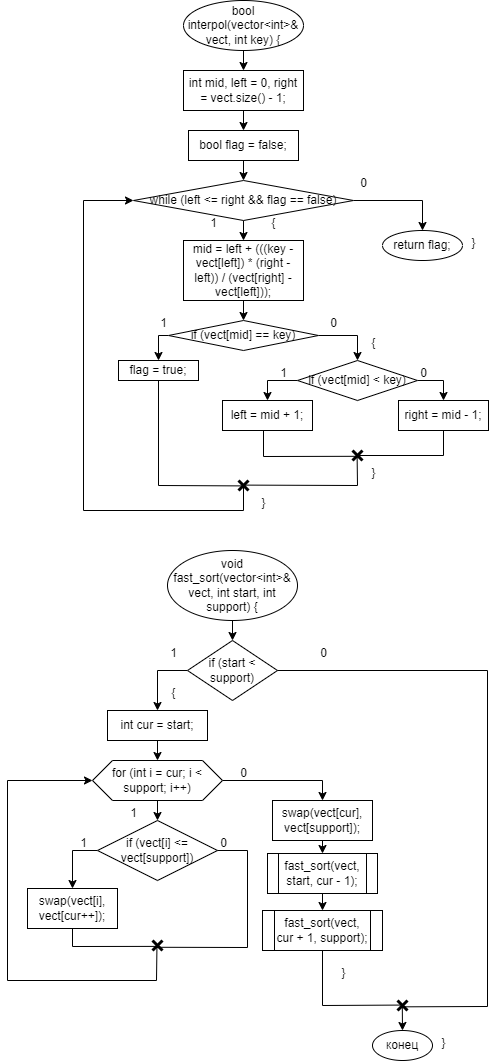 bool
interpol(vector<int>&
vect, int key) {
int mid, left = 0, right
= vect.size() - 1;
bool flag = false;
while (left <= right && flag == false)
0
1
{
return flag;
}
mid = left + (((key -
vect[left]) * (right -
left)) / (vect[right] -
vect[left]));
1
if (vect[mid] == key)
0
{
flag = true;
1
if (vect[mid] < key)
0
left = mid + 1;
right = mid - 1;
}
}
void
fast_sort(vector<int>&
vect, int start, int
support) {
1
if (start <
support)
0
{
int cur = start;
for (int i = cur; i <
support; i++)
0
1
swap(vect[cur],
vect[support]);
1
if (vect[i] <=
vect[support])
0
fast_sort(vect,
start, cur - 1);
swap(vect[i],
vect[cur++]);
fast_sort(vect,
cur + 1, support);
}
конец
}